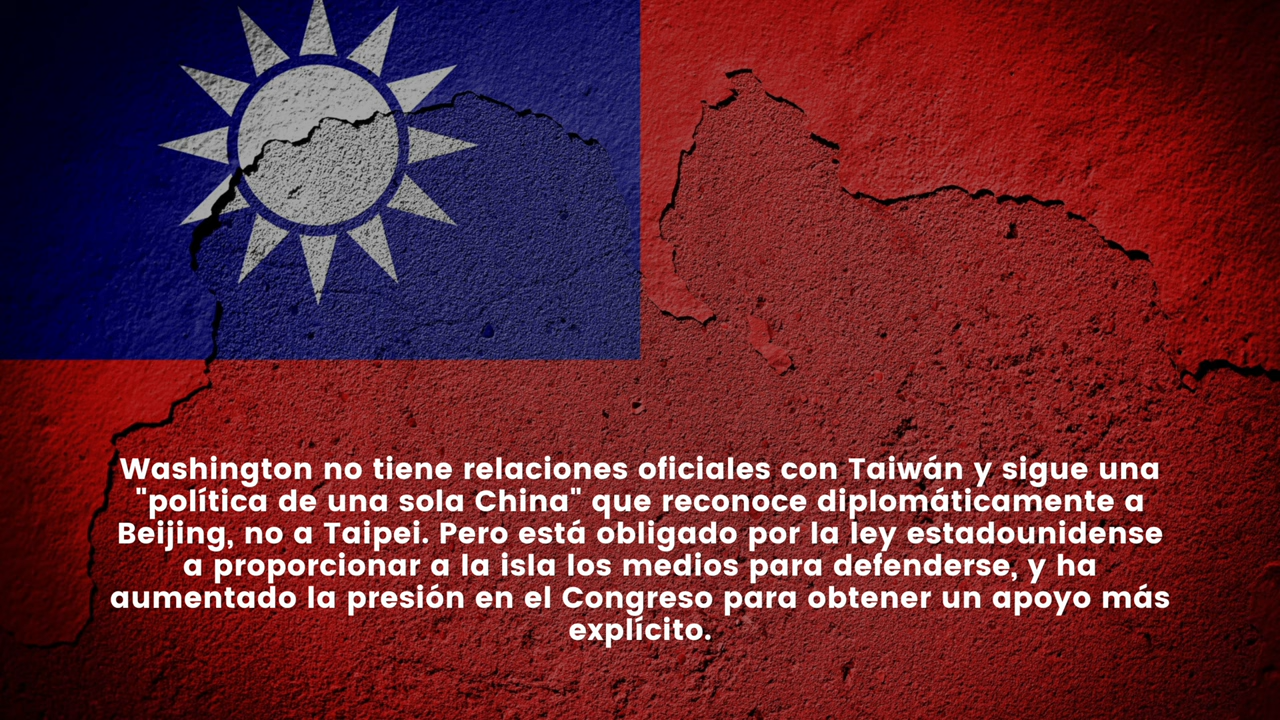 Washington no tiene relaciones oficiales con Taiwán y sigue una
"política de una sola China" que reconoce diplomáticamente a
Beijing, no a Taipei. Pero está obligado por la ley estadounidense
a proporcionar a la isla los medios para defenderse, y ha
aumentado la presión en el Congreso para obtener un apoyo más
explícito.